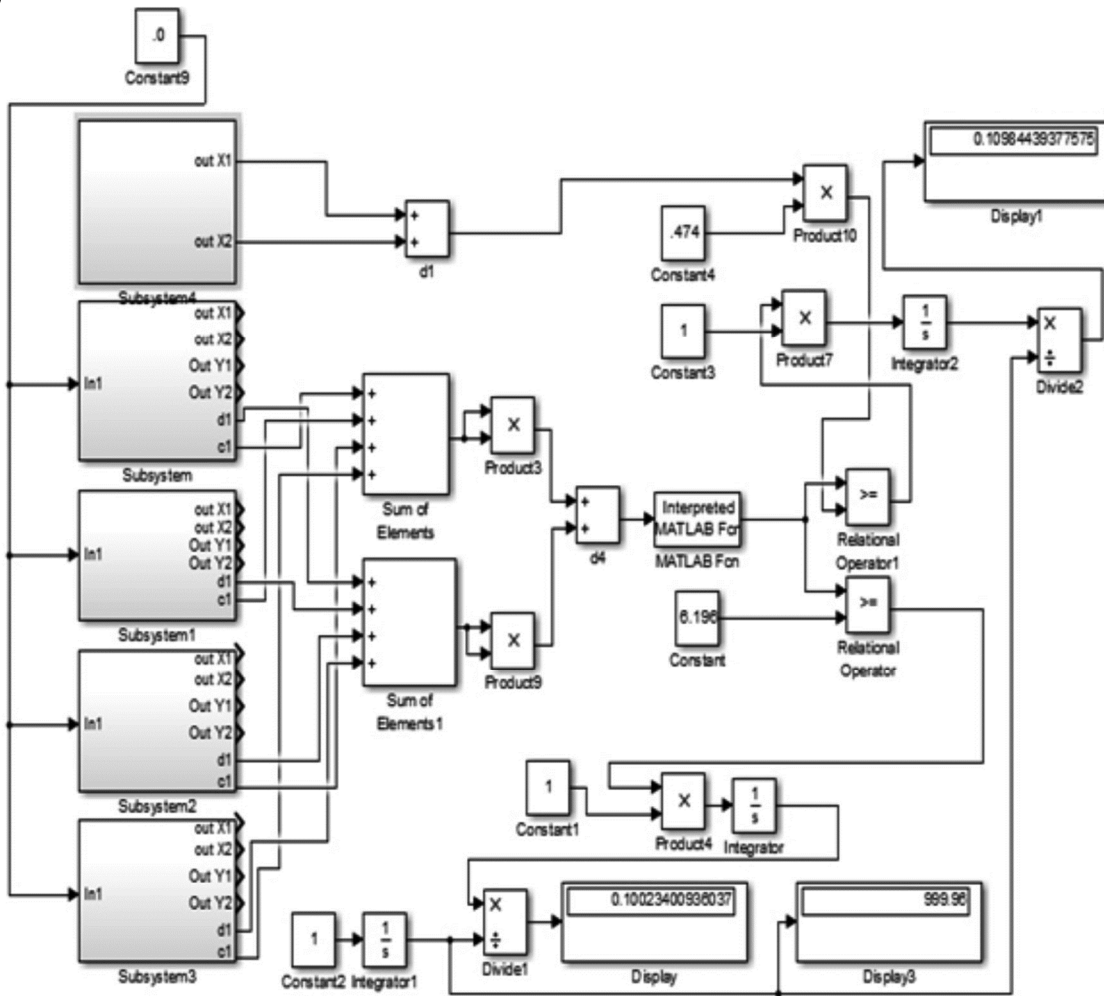 .0
Constant9
out X1
out X2
Subsystem4
+
+
d1
.474
Constant4
X
Product10
0.10984439377575
Display1
In1
out X1
out X2
Out Y1
Out Y2
d1
c1
Subsystem
1
Constant3
X
Product7
1
s
Integrator2
X
÷
Divide2
+
+
+
+
Sum of
Elements
X
Product3
In1
out X1
out X2
Out Y1
Out Y2
d1
c1
Subsystem1
+
+
d4
Interpreted
MATLAB Fcn
MATLAB Fcn
>=
Relational
Operator1
+
+
+
+
Sum of
Elements1
X
Product9
6.196
Constant
>=
Relational
Operator
In1
out X1
out X2
Out Y1
Out Y2
d1
c1
Subsystem2
1
Constant1
X
Product4
1
s
Integrator
In1
out X1
out X2
Out Y1
Out Y2
d1
c1
Subsystem3
1
Constant2
1
s
Integrator1
X
÷
Divide1
0.10023400936037
Display
999.96
Display3